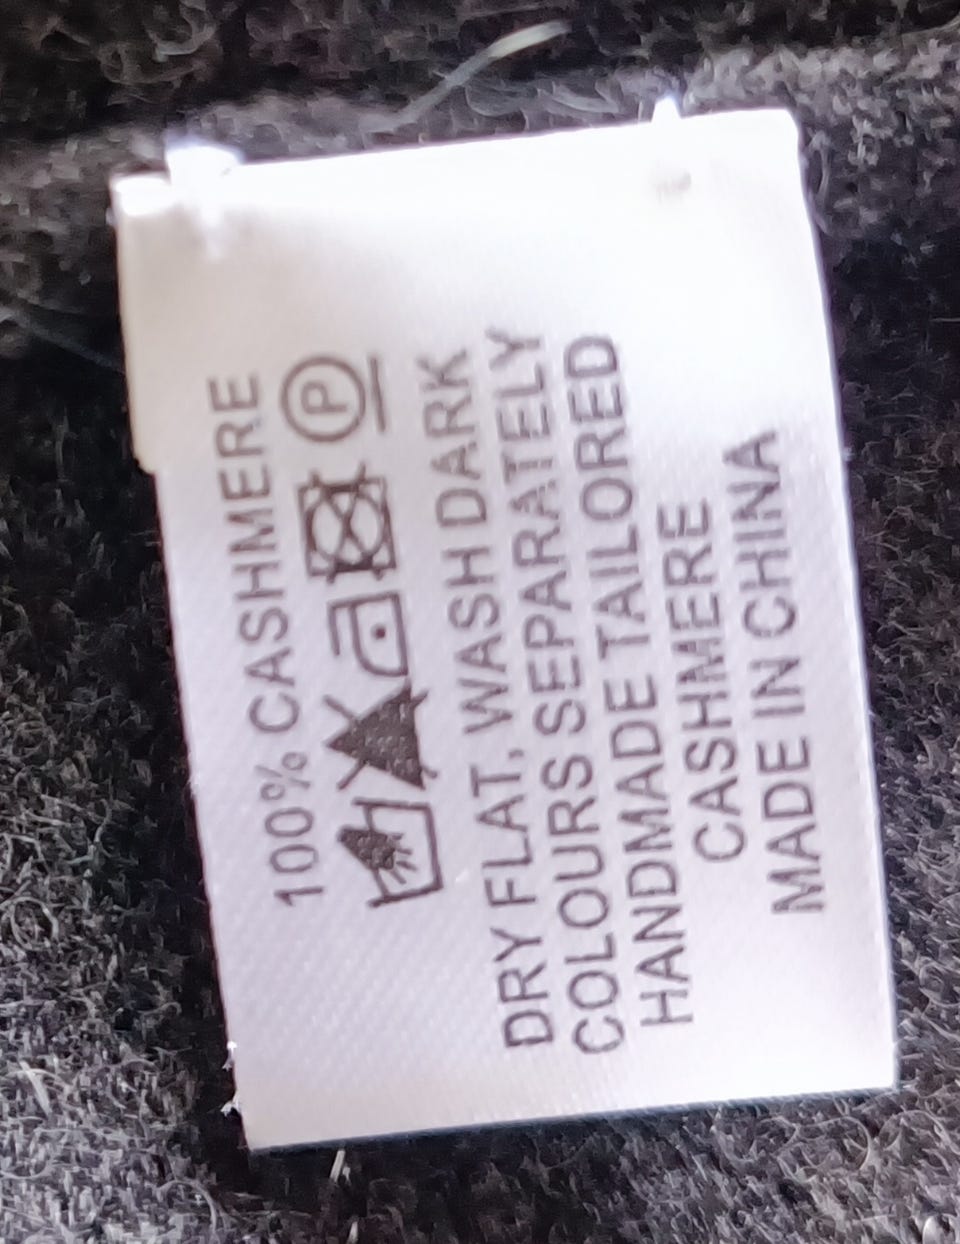 100% CASHMERE
P
DRY FLAT, WASH DARK
COLOURS SEPARATELY
HANDMADE TAILORED
CASHMERE
MADE IN CHINA